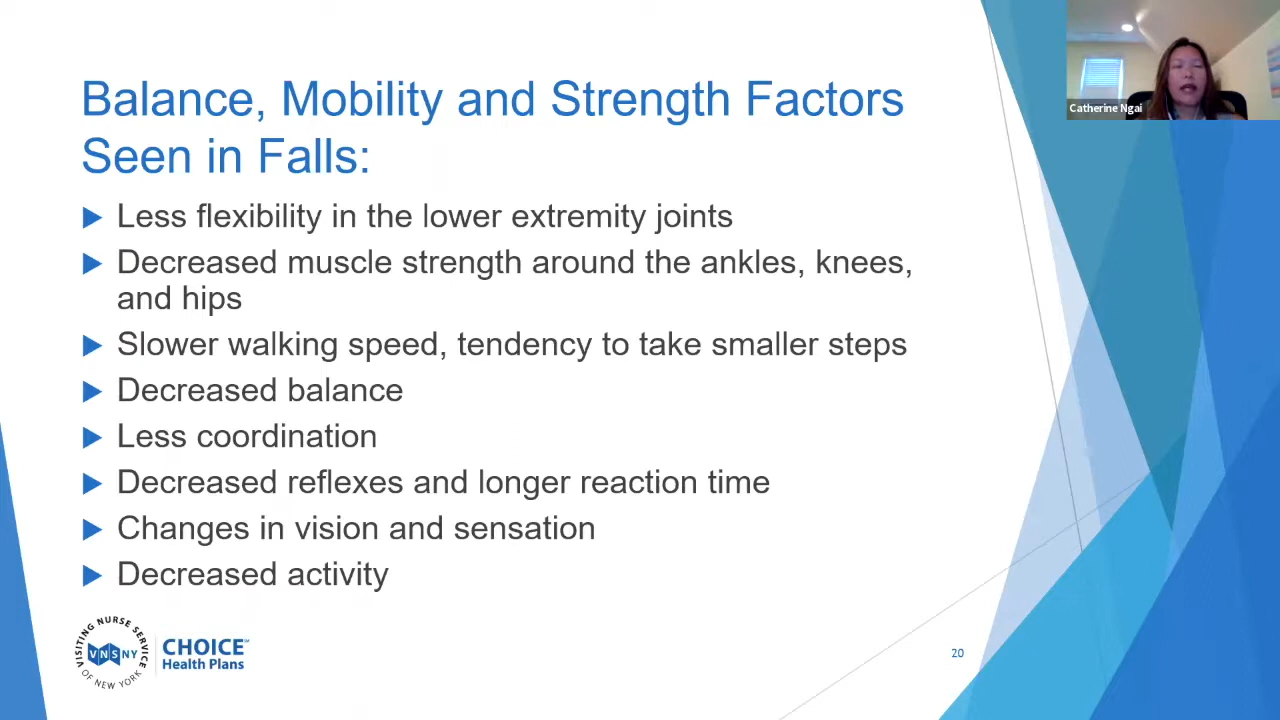 Balance, Mobility and Strength Factors
Seen in Falls:
Less flexibility in the lower extremity joints
Decreased muscle strength around the ankles, knees,
and hips
Slower walking speed, tendency to take smaller steps
Decreased balance
Less coordination
Decreased reflexes and longer reaction time
Changes in vision and sensation
Decreased activity
VISITING NURSE SERVICE
OF NEW YORK
VNSNY
CHOICE
Health Plans
20
Catherine Ngai